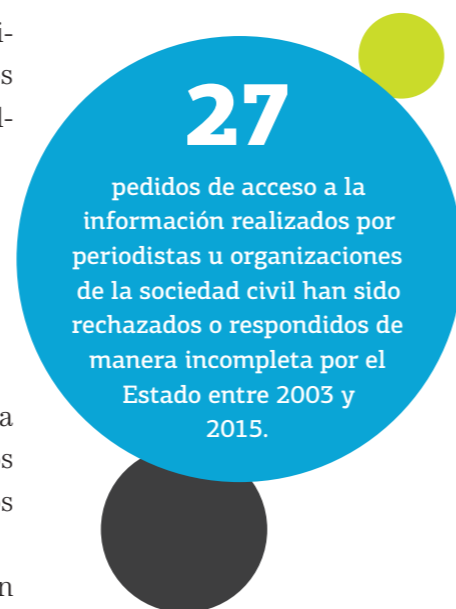 27
pedidos de acceso a la
información realizados por
periodistas u organizaciones
de la sociedad civil han sido
rechazados o respondidos de
manera incompleta por el
Estado entre 2003 y
2015.